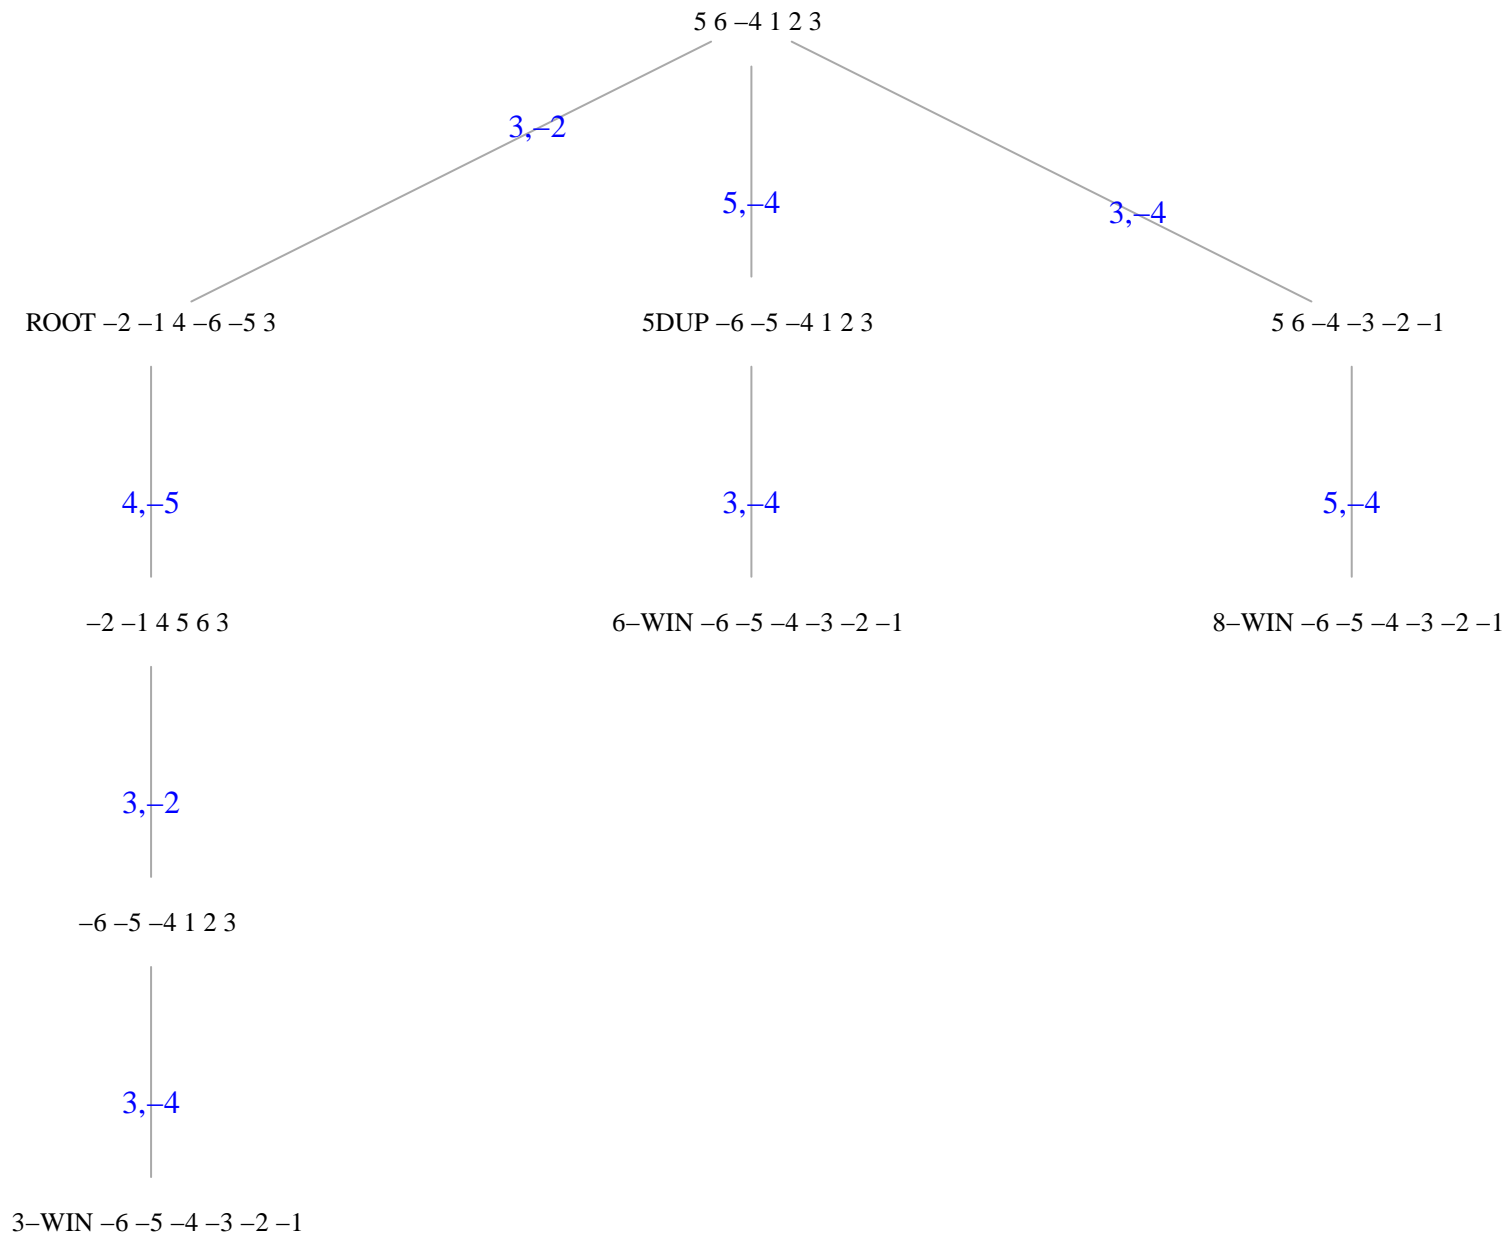 5 6 –4 1 2 3
3,–2
5,–4
3,–4
ROOT –2 –1 4 –6 –5 3
5DUP –6 –5 –4 1 2 3
5 6 –4 –3 –2 –1
4,–5
3,–4
5,–4
–2 –1 4 5 6 3
6–WIN –6 –5 –4 –3 –2 –1
8–WIN –6 –5 –4 –3 –2 –1
3,–2
–6 –5 –4 1 2 3
3,–4
3–WIN –6 –5 –4 –3 –2 –1